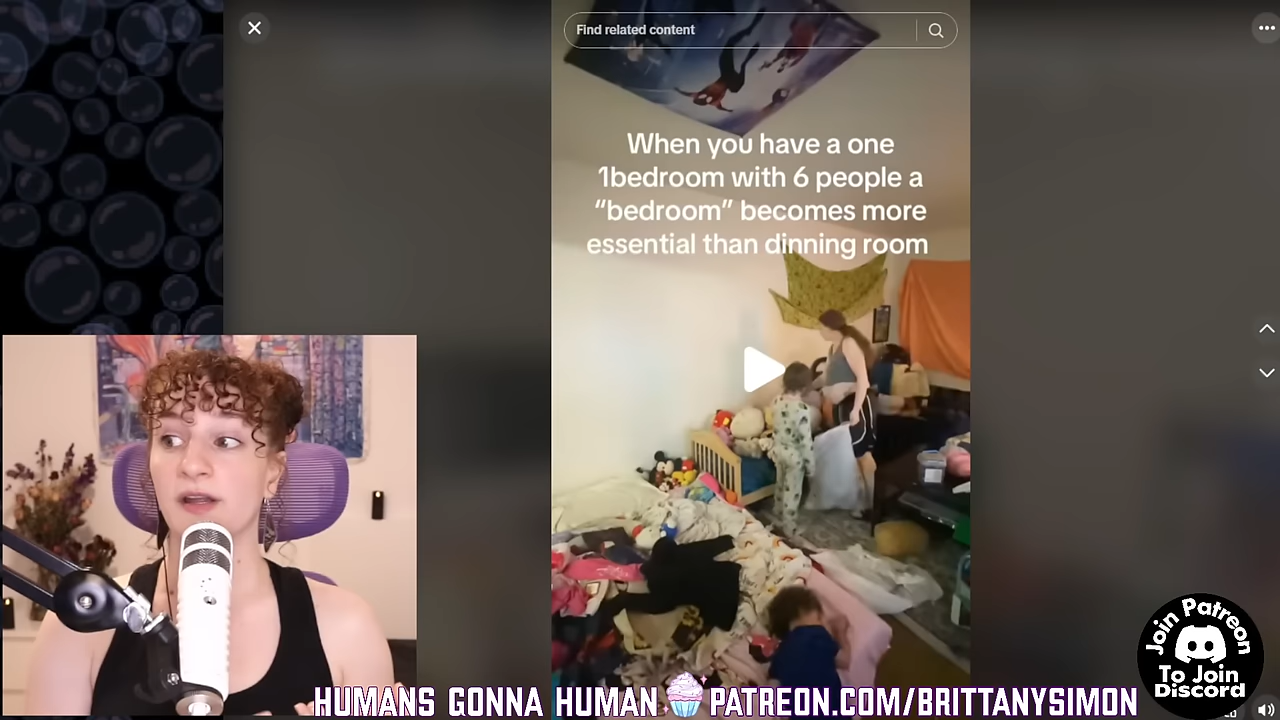 Find related content
When you have a one
1bedroom with 6 people a
“bedroom” becomes more
essential than dinning room
Join Patreon
To Join
Discord
HUMANS GONNA HUMAN PATREON.COM/BRITTANYSIMON